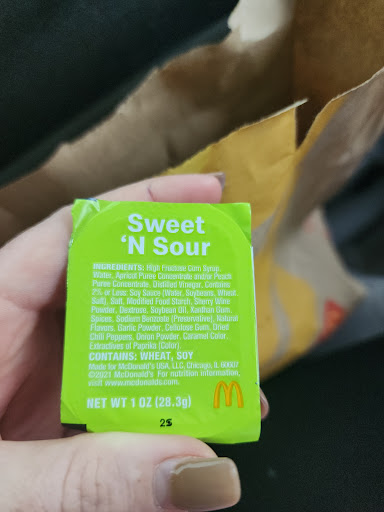 Sweet
'N Sour
INGREDIENTS: High Fructose Corn Syrup,
Water, Apricot Puree Concentrate and/or Peach
Puree Concentrate, Distilled Vinegar, Contains
2% or Less: Soy Sauce (Water, Soybeans, Wheat,
Salt), Salt, Modified Food Starch, Sherry Wine
Powder, Dextrose, Soybean Oil, Xanthan Gum,
Spices, Sodium Benzoate (Preservative), Natural
Flavors, Garlic Powder, Cellulose Gum, Dried
Chili Peppers, Onion Powder, Caramel Color,
Extractives of Paprika (Color).
CONTAINS: WHEAT, SOY
Made for McDonald's USA, LLC, Chicago, IL 60607
©2021 McDonald's For nutrition information,
visit www.mcdonalds.com
NET WT 1 OZ (28.3g)
25